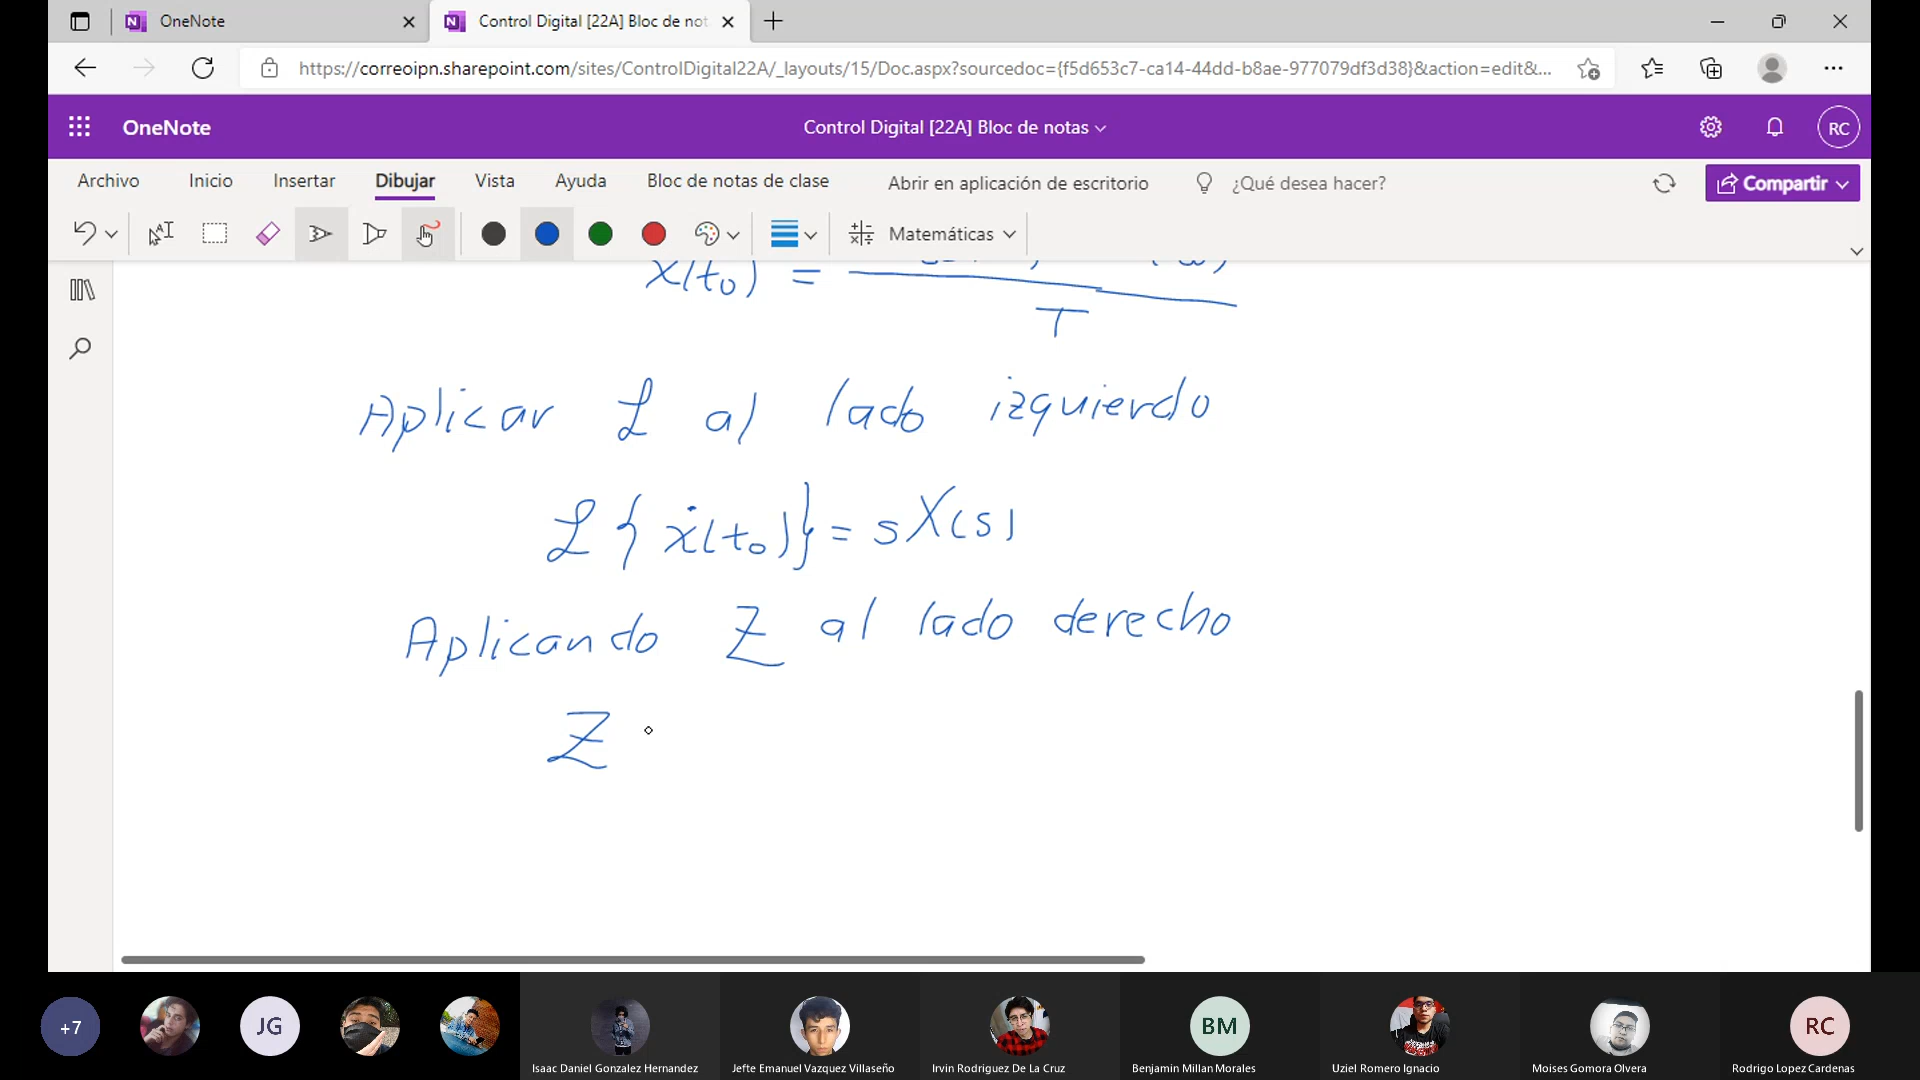 OneNote
Control Digital [22A] Bloc de not
https://correoipn.sharepoint.com/sites/ControlDigital22A/_layouts/15/Doc.aspx?sourcedoc={f5d653c7-ca14-44dd-b8ae-977079df3d38}&action=edit&...
OneNote
Control Digital [22A] Bloc de notas
RC
Archivo Inicio Insertar Dibujar Vista Ayuda Bloc de notas de clase Abrir en aplicación de escritorio ¿Qué desea hacer? Compartir
Matemáticas
ẋ(t₀) =
T
Aplicar ℒ al lado izquierdo
ℒ{ẋ(t₀)} = sX(s)
Aplicando Z al lado derecho
Z
+7
JG
BM
RC
Isaac Daniel Gonzalez Hernandez
Jefte Emanuel Vazquez Villaseño
Irvin Rodriguez De La Cruz
Benjamin Millan Morales
Uziel Romero Ignacio
Moises Gomora Olvera
Rodrigo Lopez Cardenas